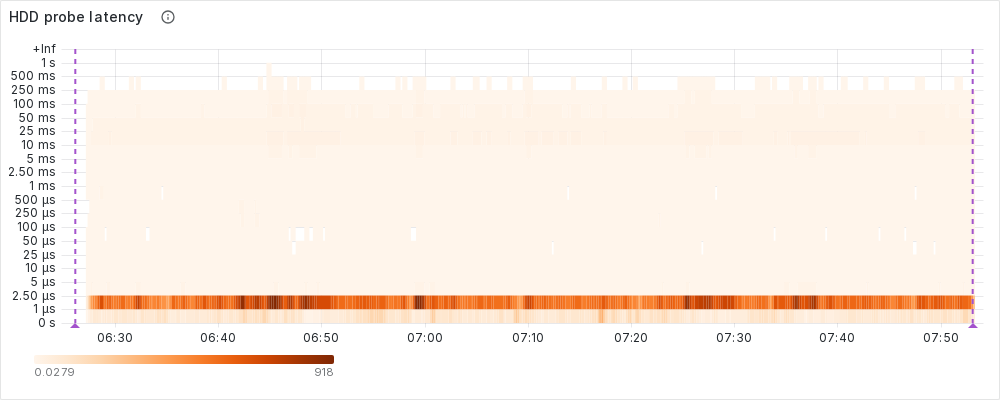 HDD probe latency
+Inf
1 s
500 ms
250 ms
100 ms
50 ms
25 ms
10 ms
5 ms
2.50 ms
1 ms
500 µs
250 µs
100 µs
50 µs
25 µs
10 µs
5 µs
2.50 µs
1 µs
0 s
06:30 06:40 06:50 07:00 07:10 07:20 07:30 07:40 07:50
0.0279 918